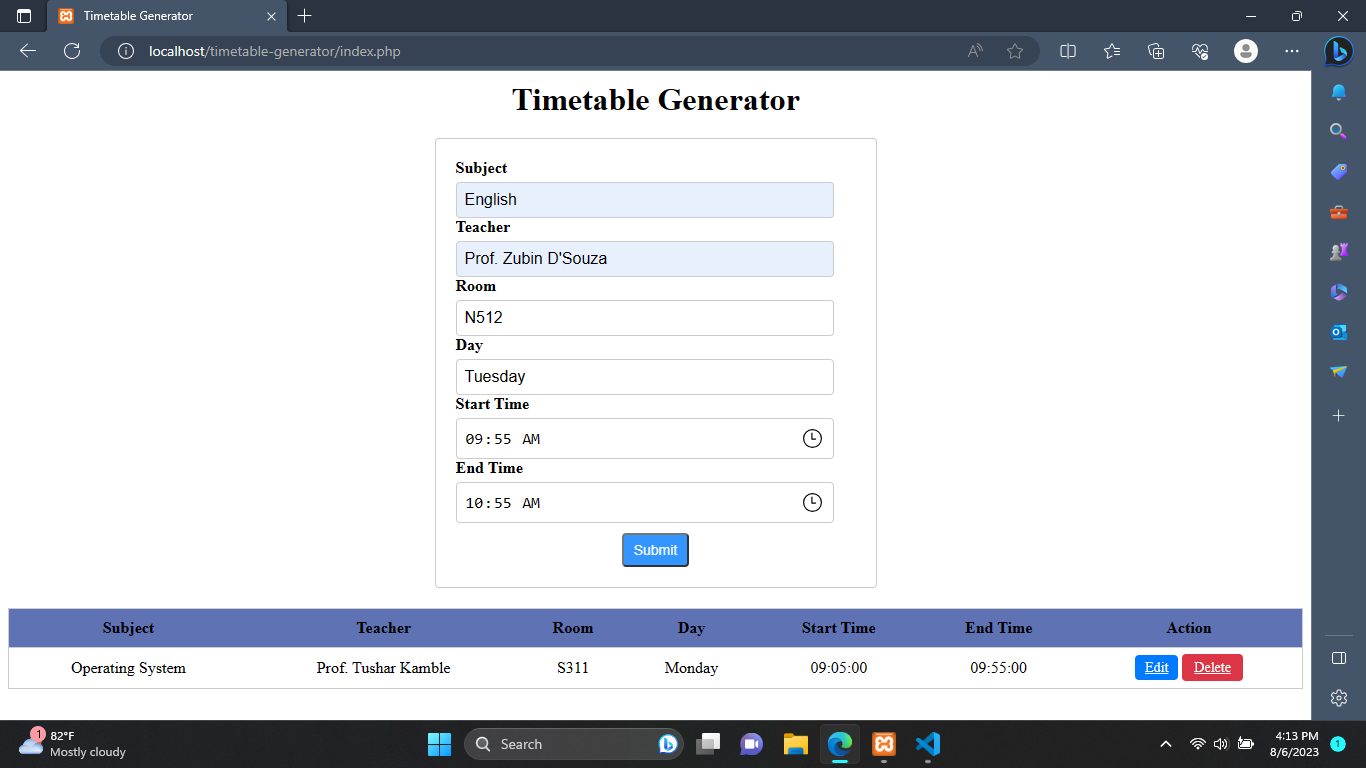 Timetable Generator
localhost/timetable-generator/index.php
Timetable Generator
Subject
English
Teacher
Prof. Zubin D'Souza
Room
N512
Day
Tuesday
Start Time
09:55 AM
End Time
10:55 AM
Submit
Subject Teacher Room Day Start Time End Time Action
Operating System Prof. Tushar Kamble S311 Monday 09:05:00 09:55:00 Edit Delete
1
82°F
Mostly cloudy
Search
4:13 PM
8/6/2023
1